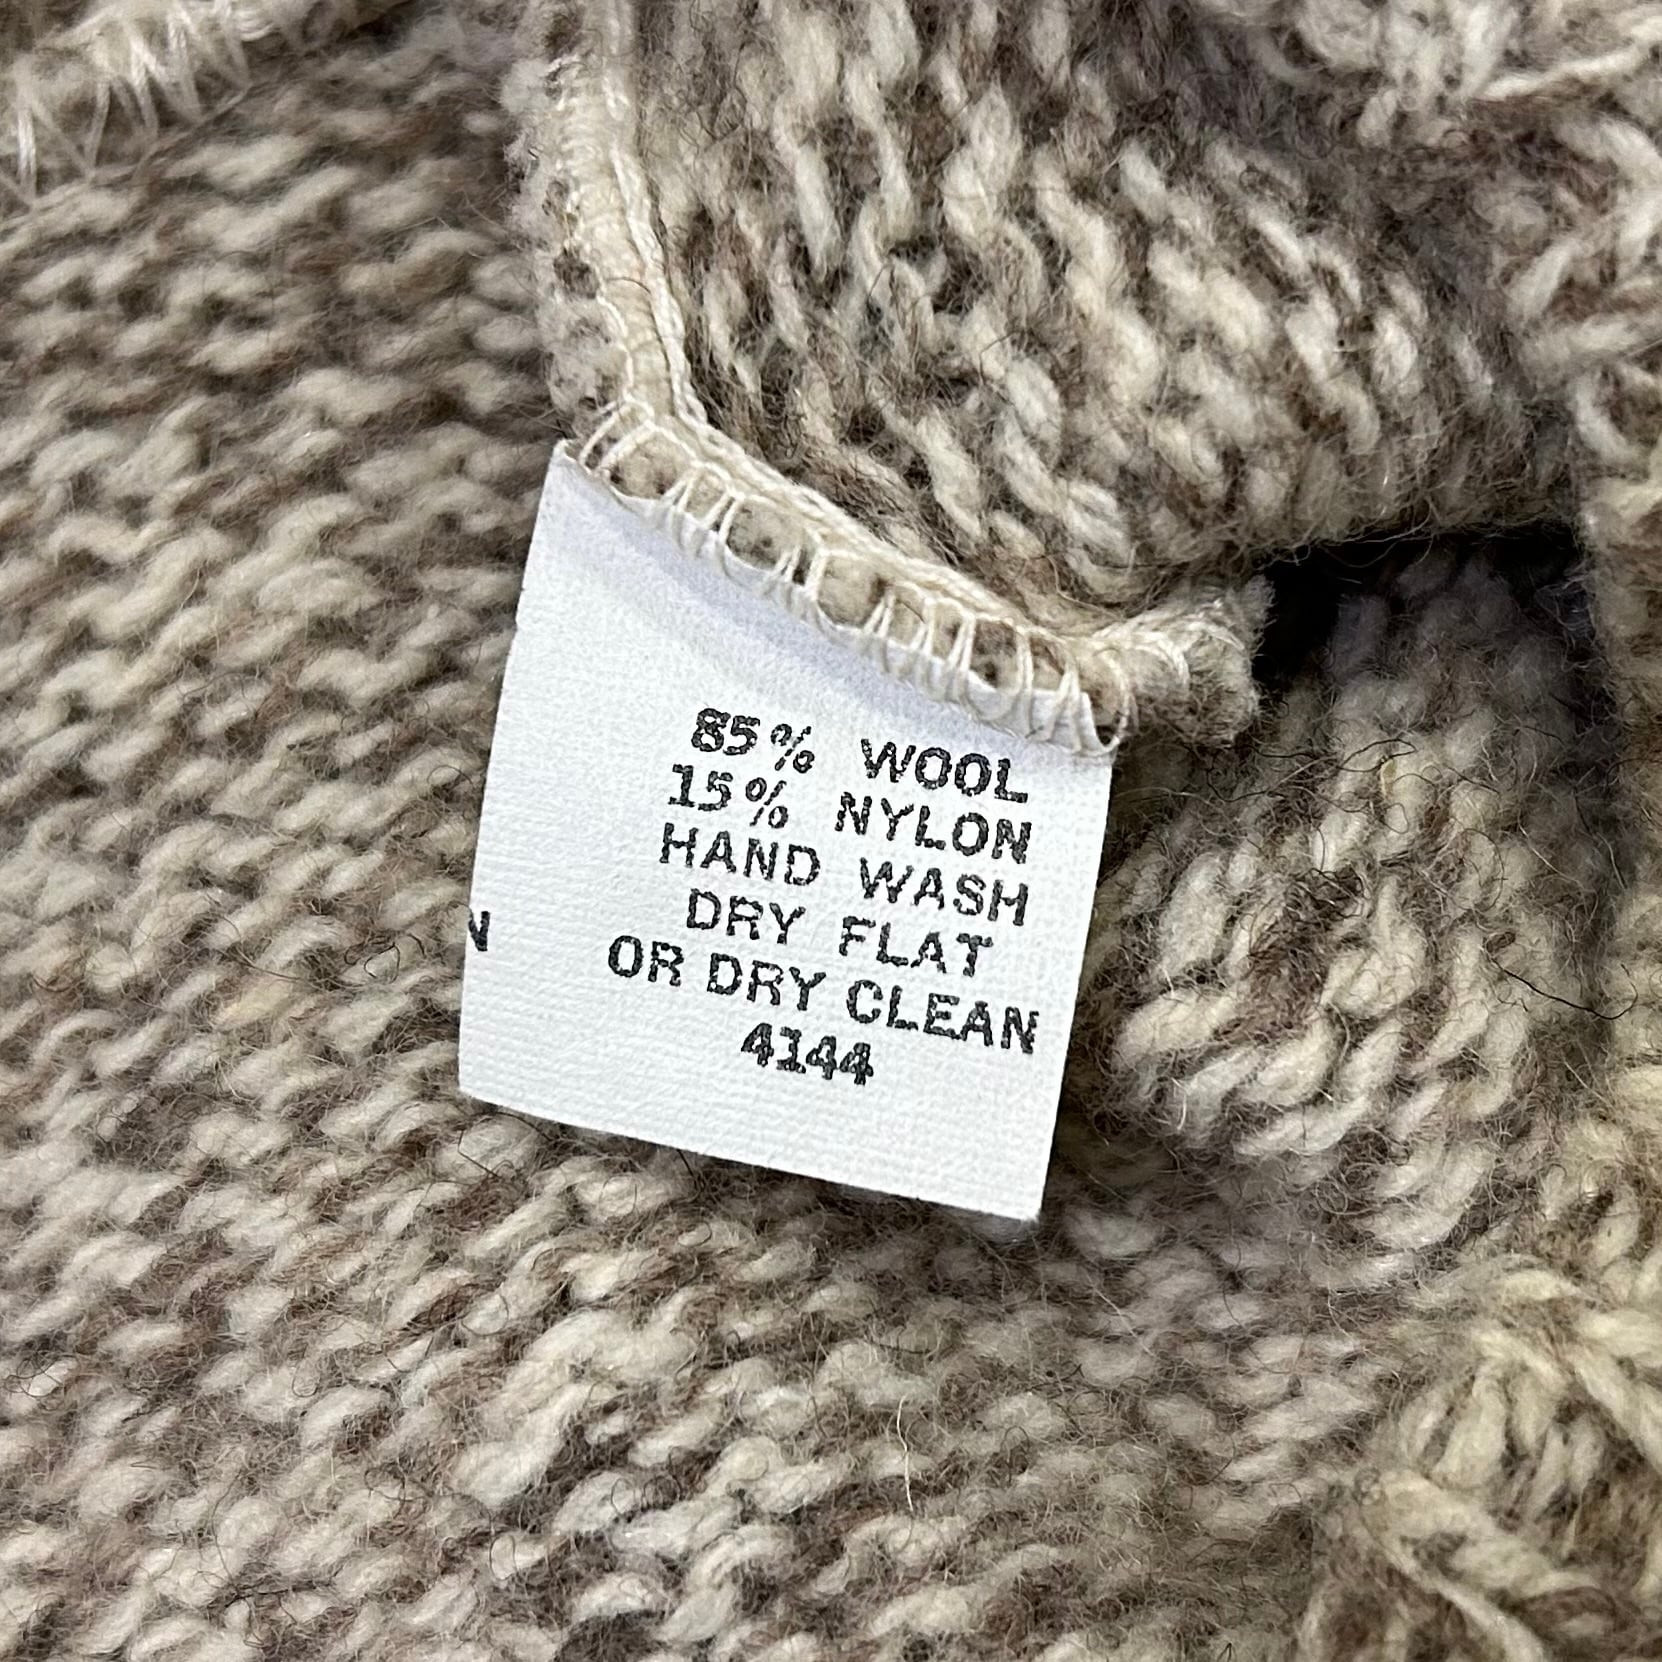 85% WOOL
15% NYLON
HAND WASH
DRY FLAT
N
OR DRY CLEAN
4144